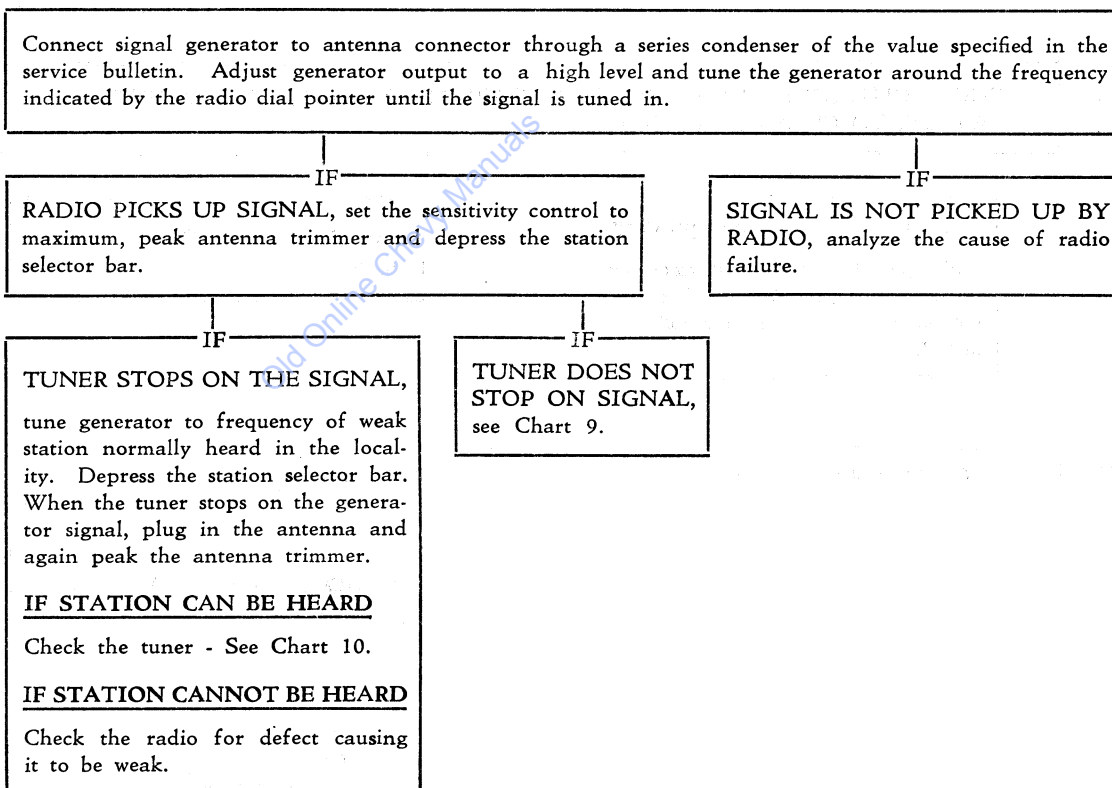 Connect signal generator to antenna connector through a series condenser of the value specified in the
service bulletin. Adjust generator output to a high level and tune the generator around the frequency
indicated by the radio dial pointer until the signal is tuned in.
IF
RADIO PICKS UP SIGNAL, set the sensitivity control to
maximum, peak antenna trimmer and depress the station
selector bar.
IF
SIGNAL IS NOT PICKED UP BY
RADIO, analyze the cause of radio
failure.
IF
TUNER STOPS ON THE SIGNAL,
tune generator to frequency of weak
station normally heard in the local-
ity. Depress the station selector bar.
When the tuner stops on the genera-
tor signal, plug in the antenna and
again peak the antenna trimmer.
IF STATION CAN BE HEARD
Check the tuner - See Chart 10.
IF STATION CANNOT BE HEARD
Check the radio for defect causing
it to be weak.
IF
TUNER DOES NOT
STOP ON SIGNAL,
see Chart 9.
Old Online Chevy Manuals